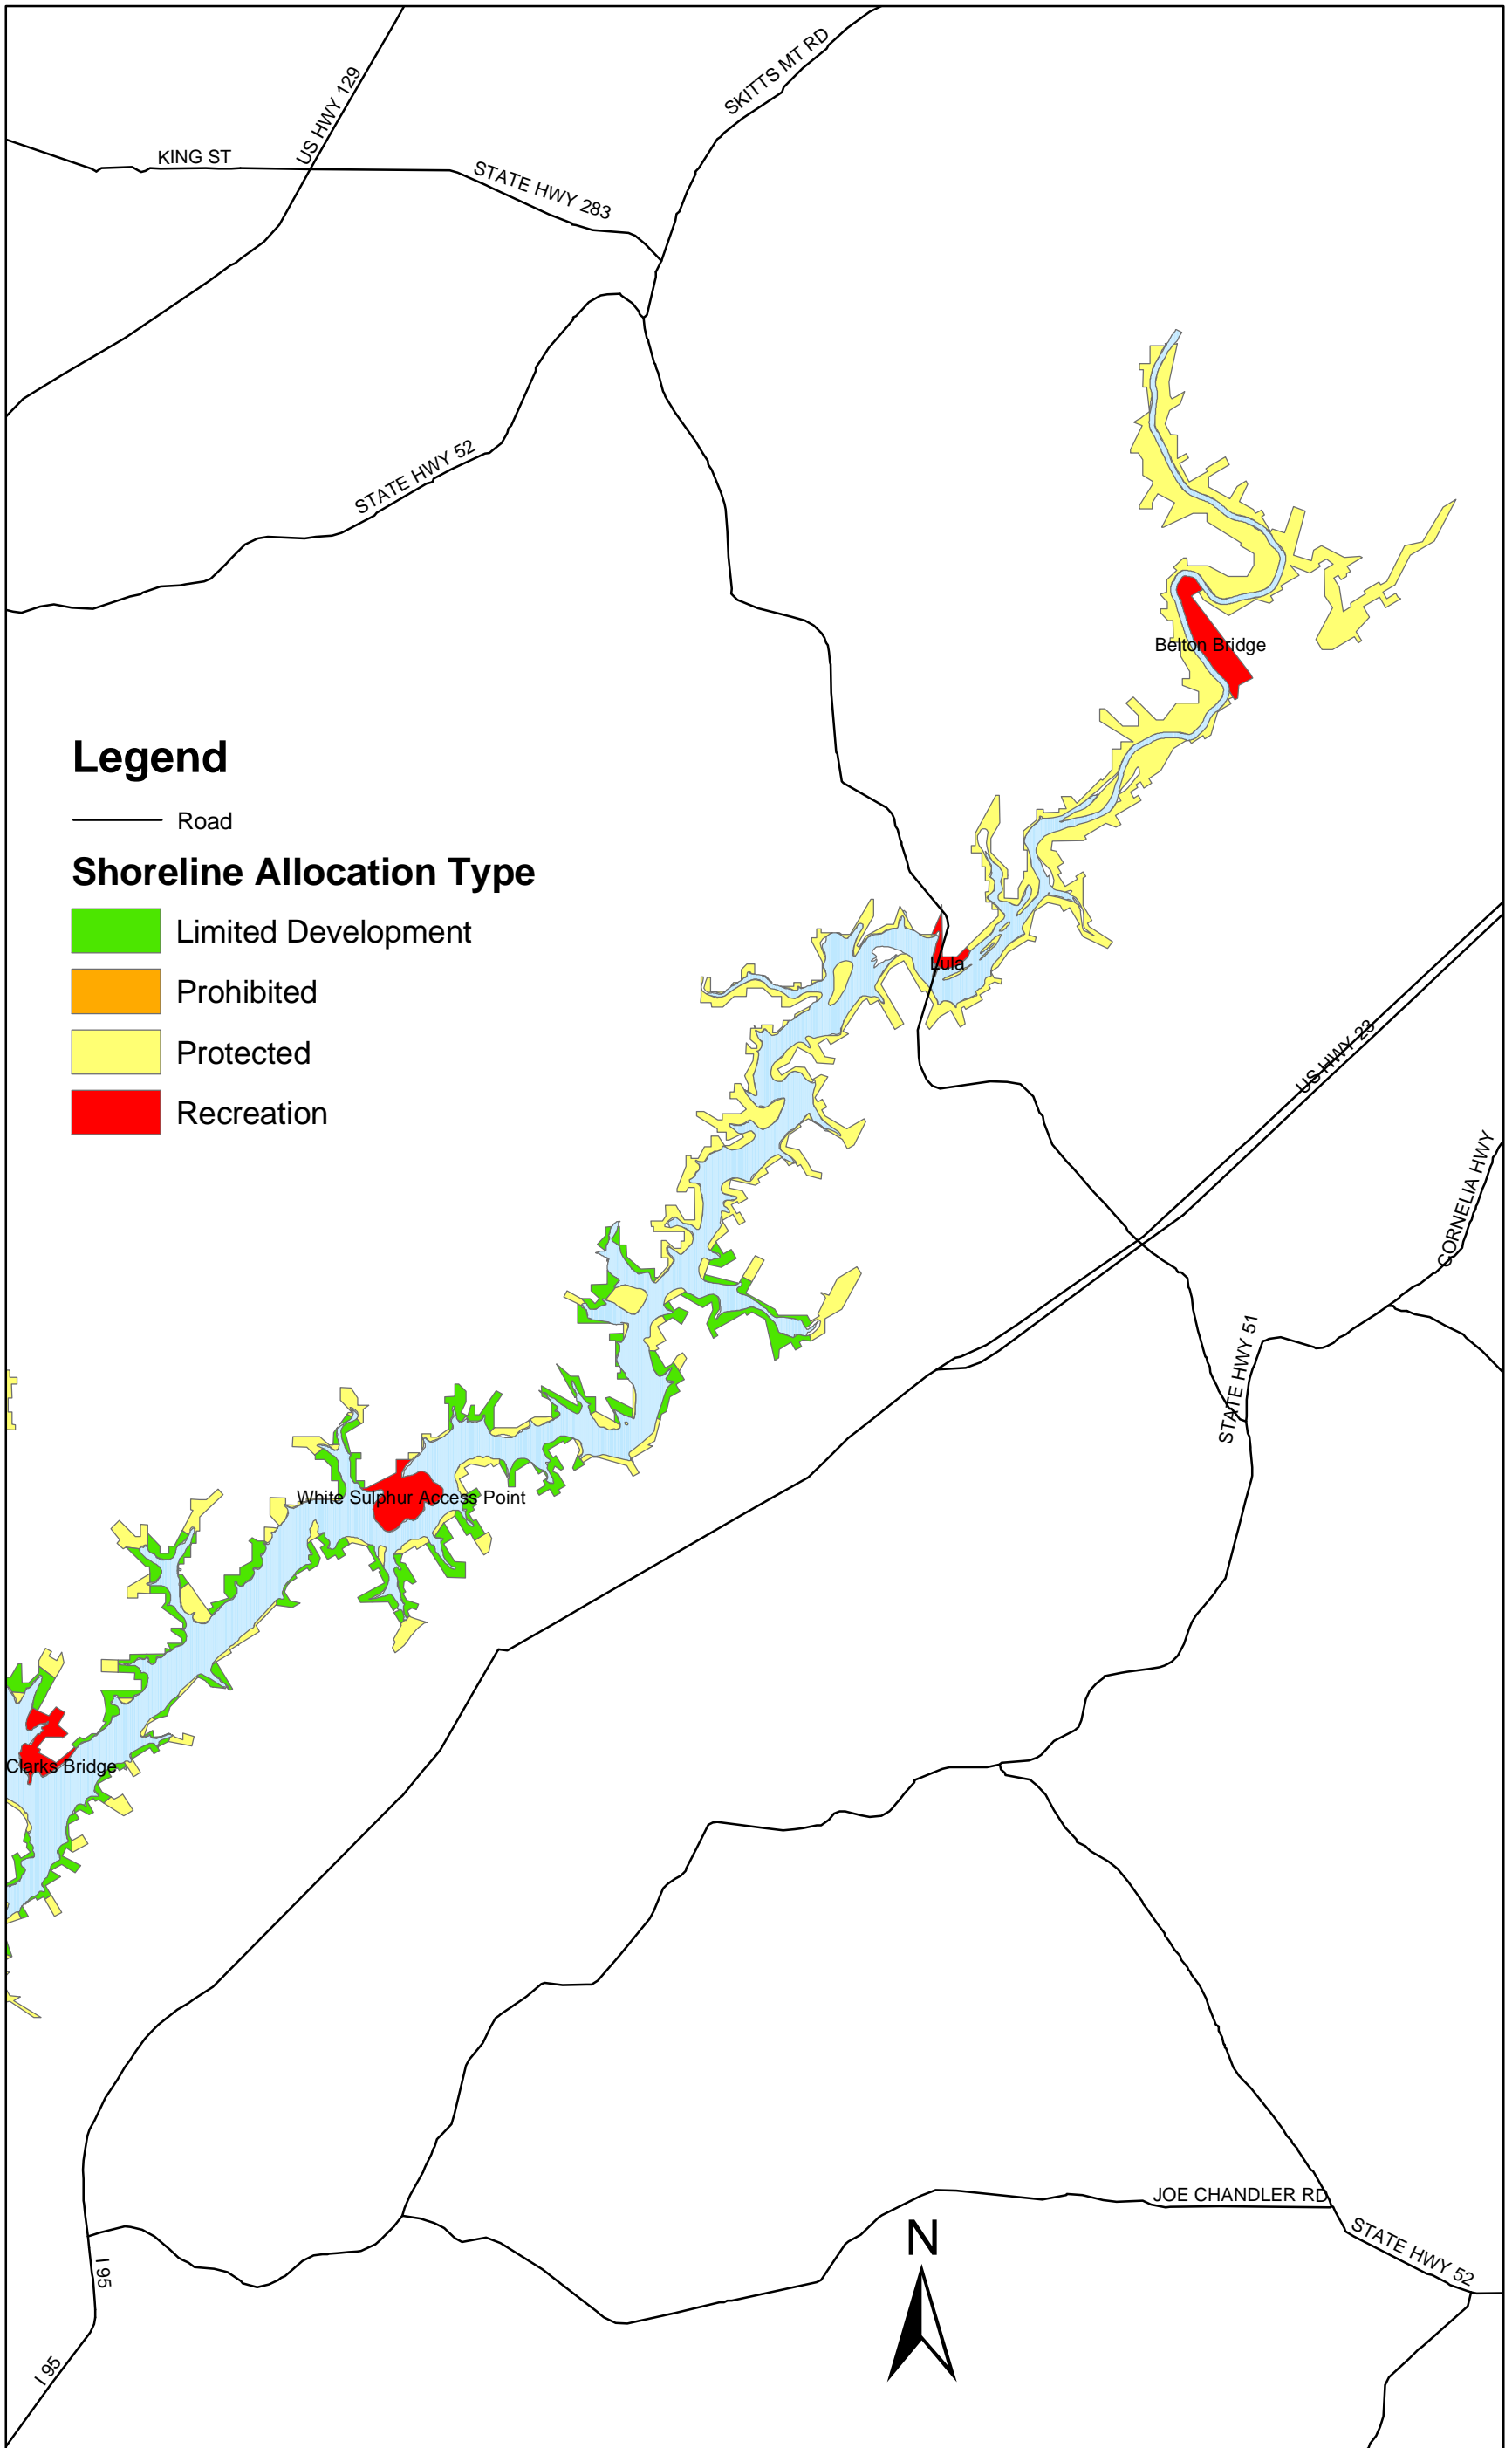 SKITTS MT RD
US HWY 129
KING ST
STATE HWY 283
STATE HWY 52
Belton Bridge
Legend
Road
Shoreline Allocation Type
Limited Development
Prohibited
Protected
Recreation
Lula
US HWY 23
CORNELIA HWY
STATE HWY 51
White Sulphur Access Point
Clarks Bridge
JOE CHANDLER RD
STATE HWY 52
N
I 95
I 95